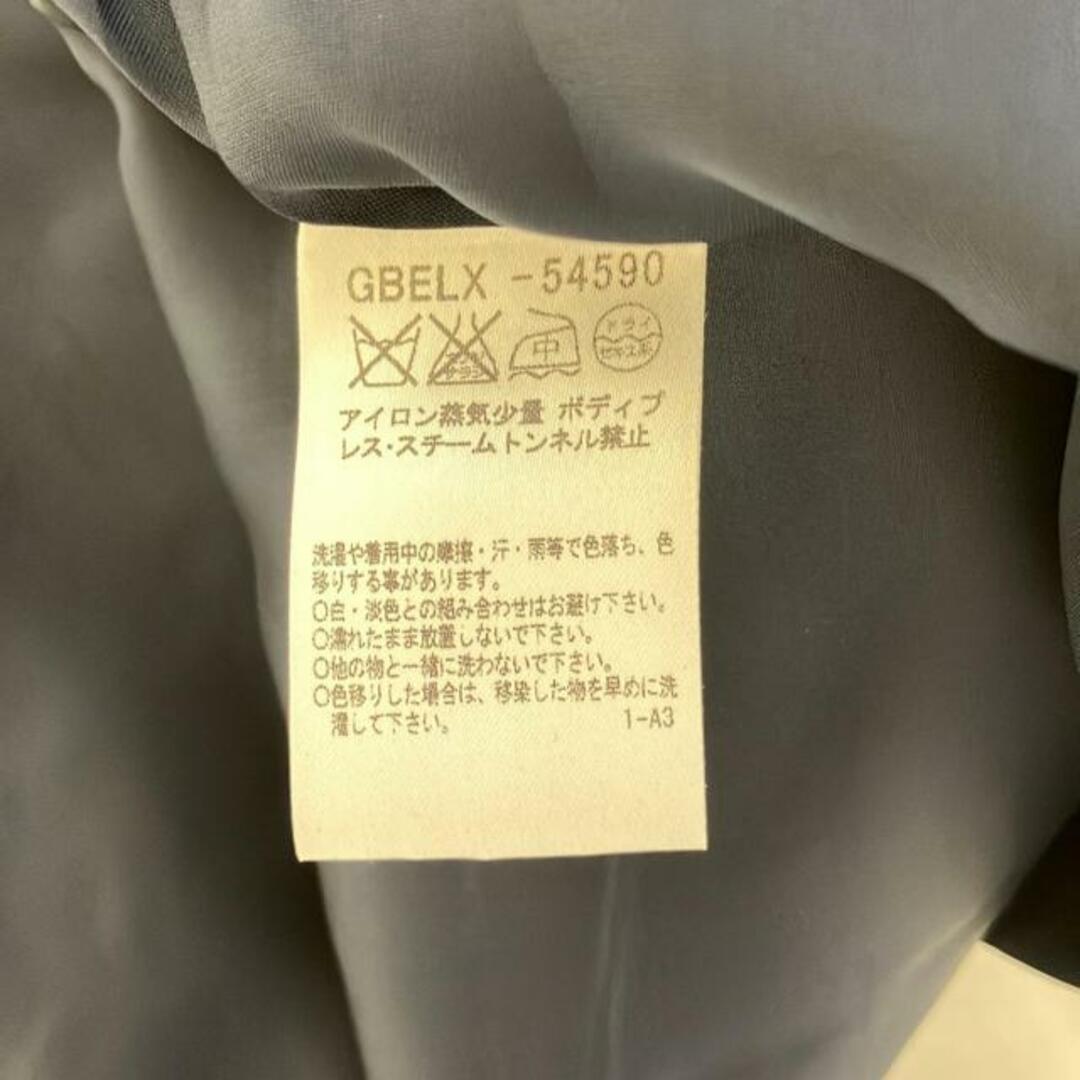 GBELX -54590
中 ドライ
セキユ系
アイロン蒸気少量 ボディプ
レス・スチームトンネル禁止
洗濯や着用中の摩擦・汗・雨等で色落ち、色
移りする事があります。
○白・淡色との組み合わせはお避け下さい。
○濡れたまま放置しないで下さい。
○他の物と一緒に洗わないで下さい。
○色移りした場合は、移染した物を早めに洗
濯して下さい。 1-A3